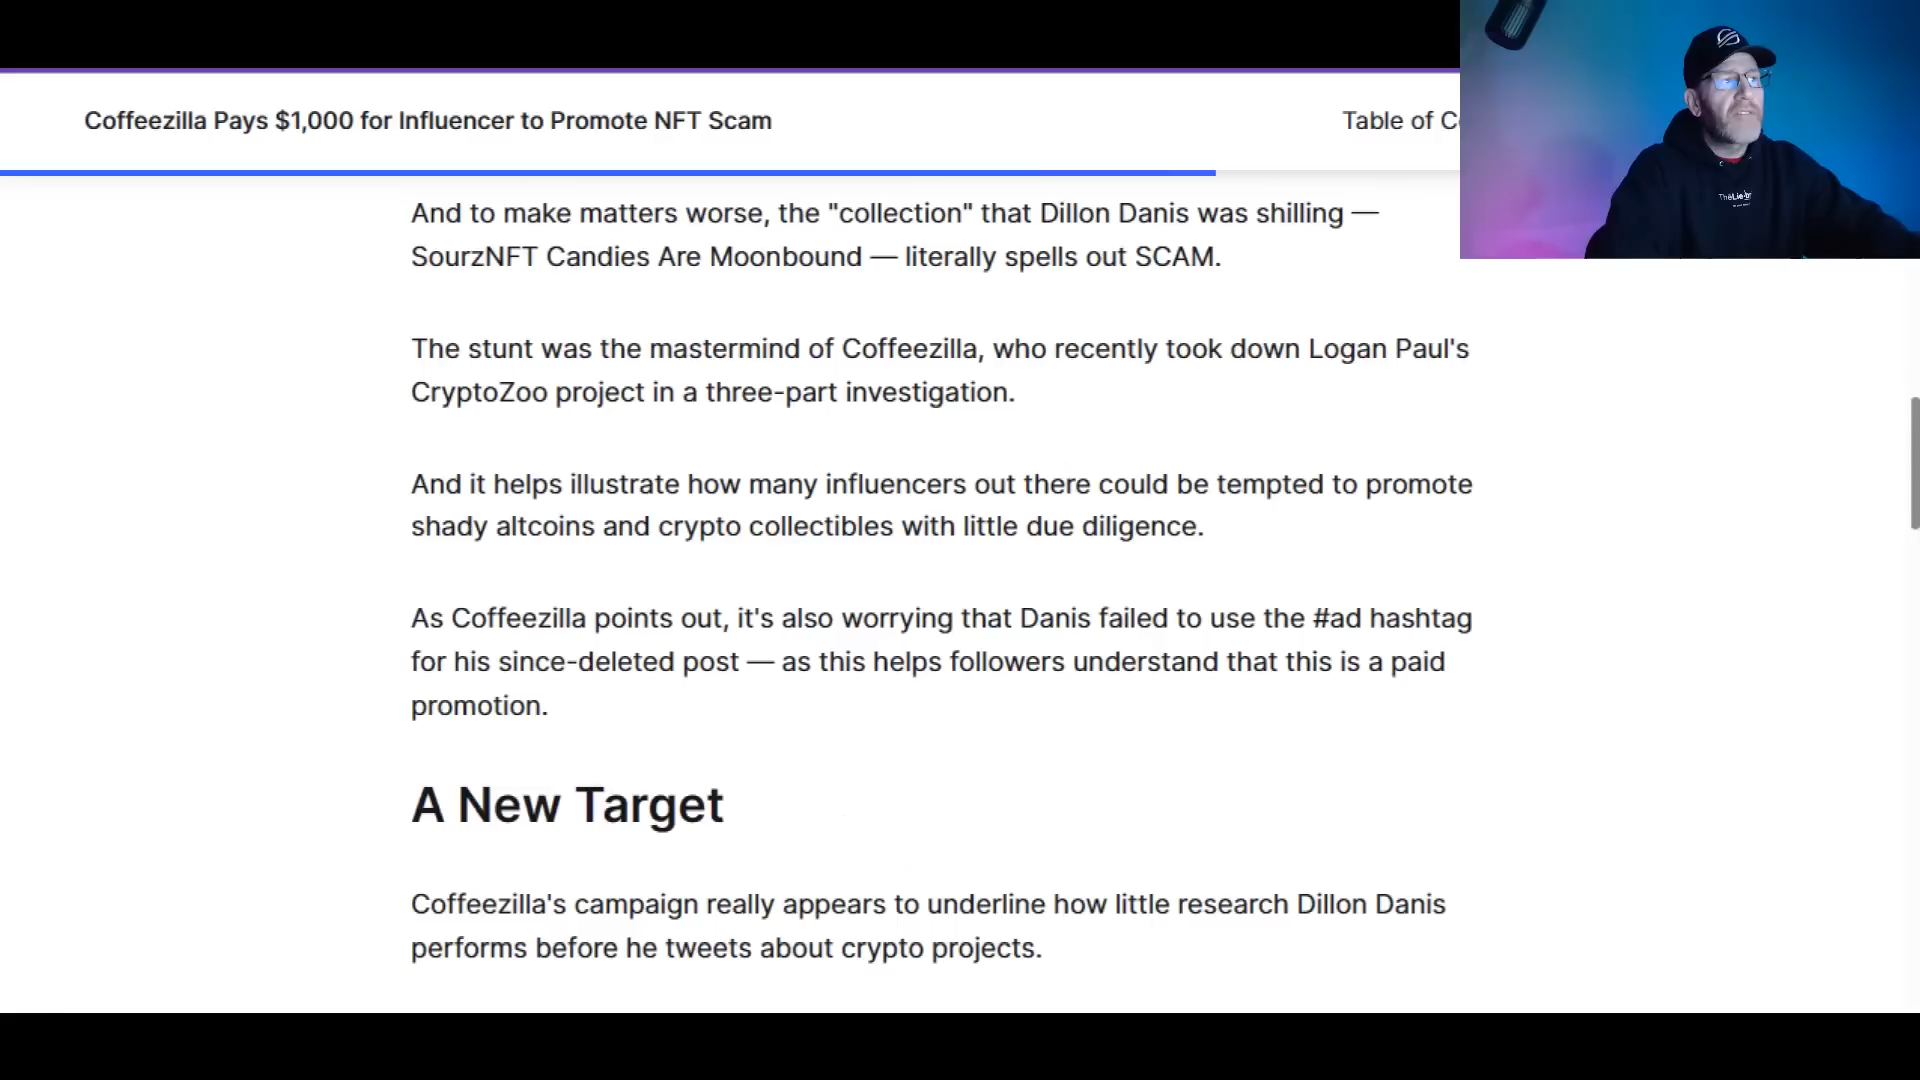 Coffeezilla Pays $1,000 for Influencer to Promote NFT Scam
Table of
And to make matters worse, the "collection" that Dillon Danis was shilling —
SourzNFT Candies Are Moonbound — literally spells out SCAM.
The stunt was the mastermind of Coffeezilla, who recently took down Logan Paul's
CryptoZoo project in a three-part investigation.
And it helps illustrate how many influencers out there could be tempted to promote
shady altcoins and crypto collectibles with little due diligence.
As Coffeezilla points out, it's also worrying that Danis failed to use the #ad hashtag
for his since-deleted post — as this helps followers understand that this is a paid
promotion.
A New Target
Coffeezilla's campaign really appears to underline how little research Dillon Danis
performs before he tweets about crypto projects.